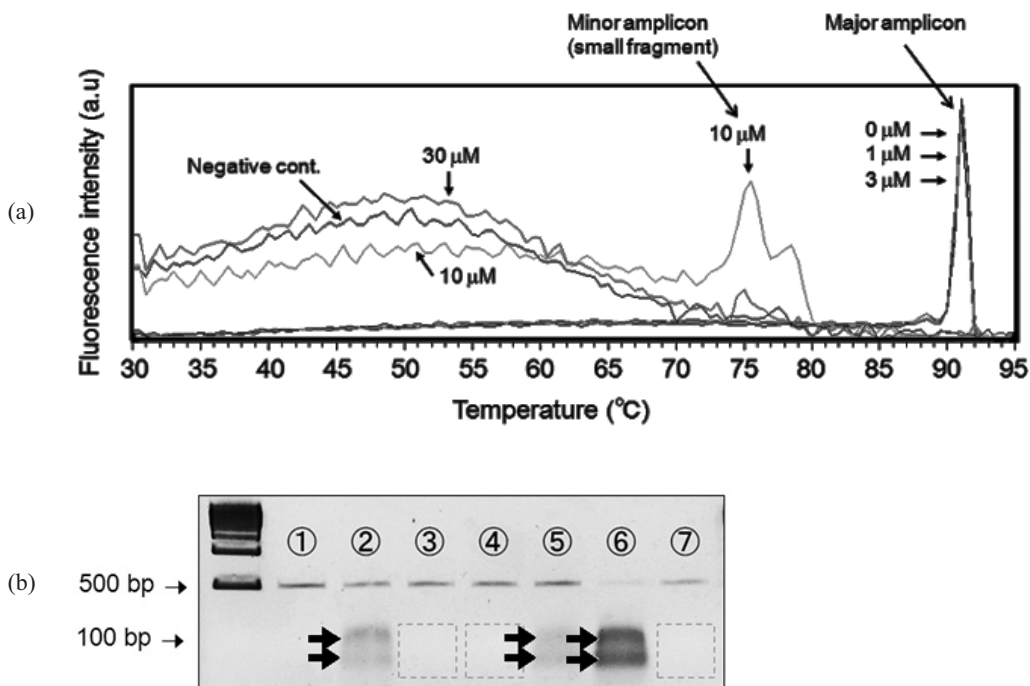 (a)
Fluorescence intensity (a.u)
Minor amplicon
(small fragment)
Major amplicon
10 μM
0 μM
1 μM
3 μM
Negative cont.
30 μM
10 μM
30 35 40 45 50 55 60 65 70 75 80 85 90 95
Temperature (°C)
(b)
① ② ③ ④ ⑤ ⑥ ⑦
500 bp
100 bp